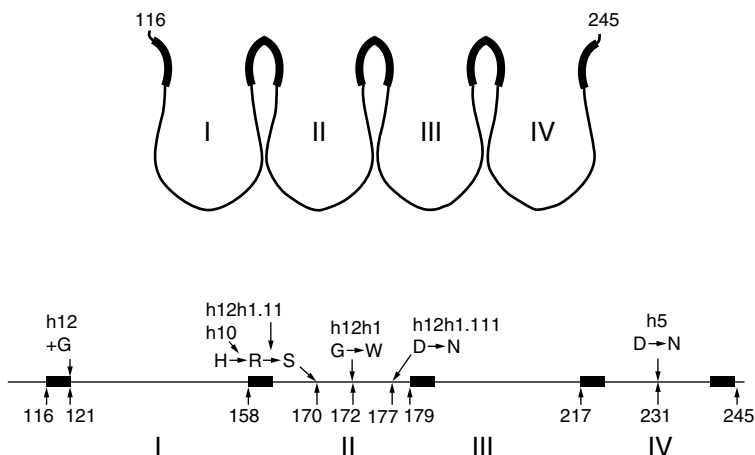 116 245
I II III IV
h12h1.11
h12 h10 h12h1 h12h1.111 h5
+G H→R→S G→W D→N D→N
116 121 158 170 172 177 179 217 231 245
I II III IV